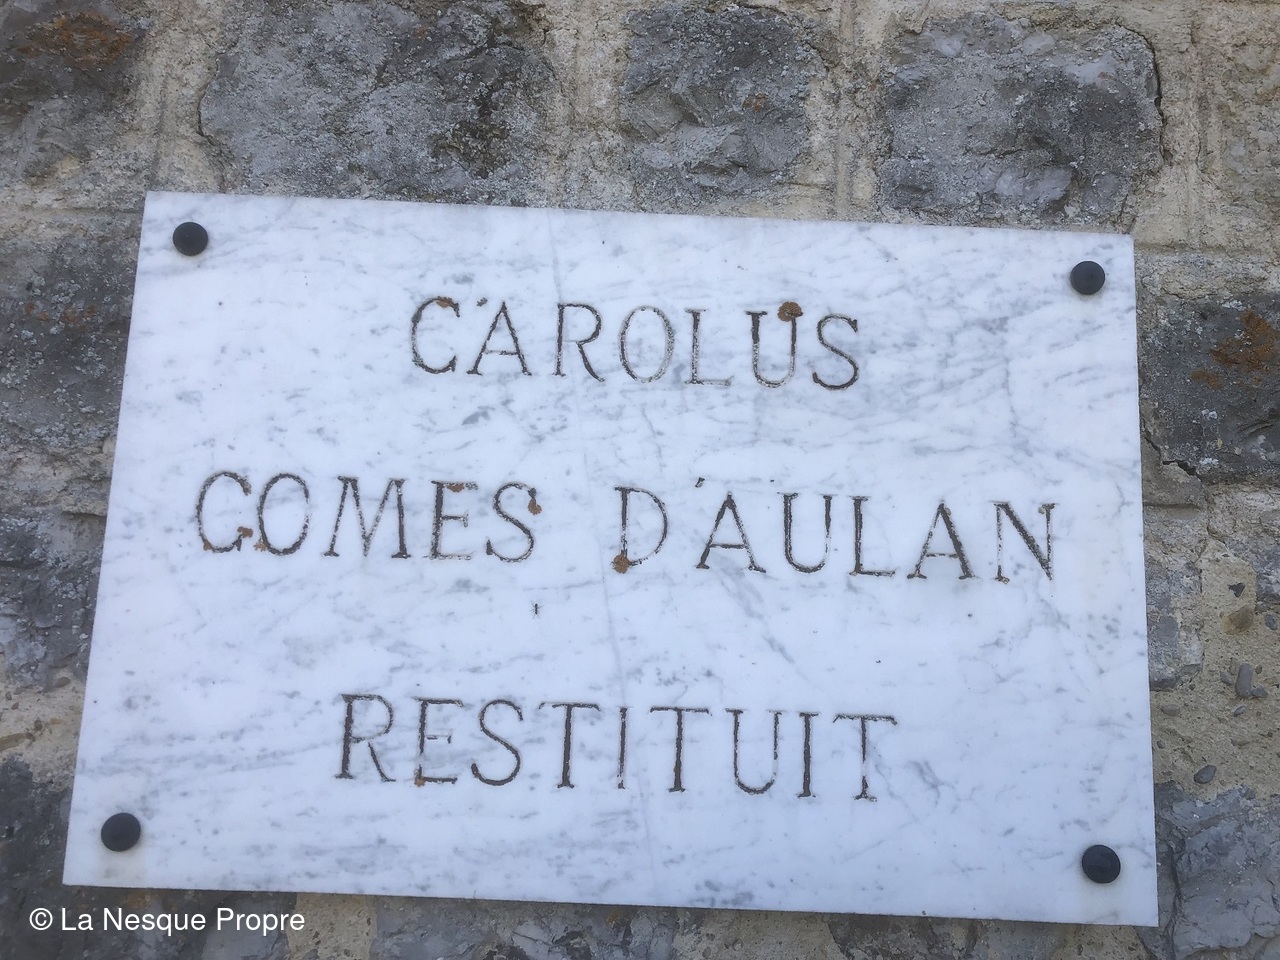 CAROLUS
COMES D'AULAN
RESTITUIT
© La Nesque Propre